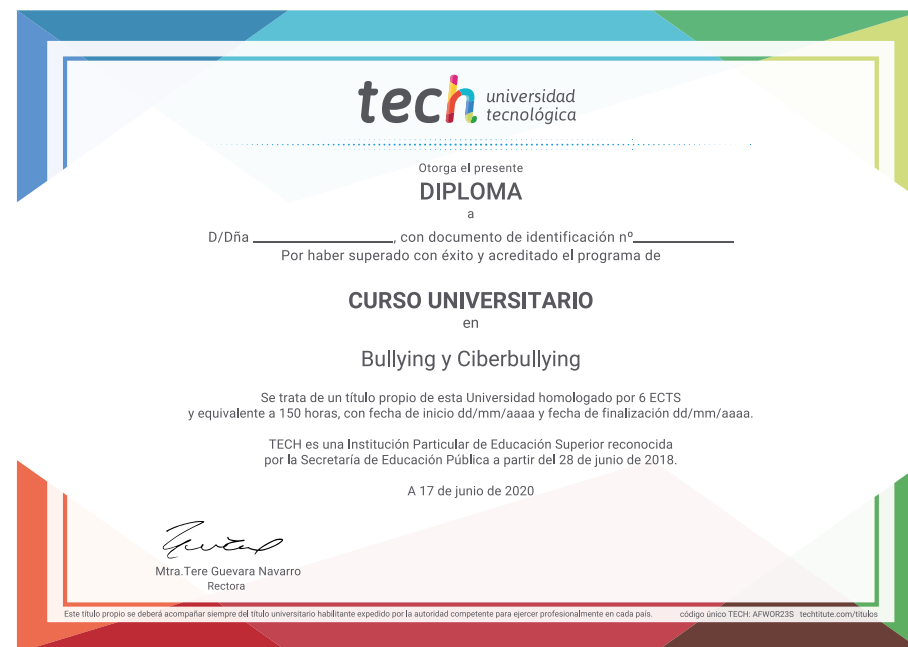 tech universidad
tecnológica
Otorga el presente
DIPLOMA
a
D/Dña ____________, con documento de identificación nº_________
Por haber superado con éxito y acreditado el programa de
CURSO UNIVERSITARIO
en
Bullying y Ciberbullying
Se trata de un título propio de esta Universidad homologado por 6 ECTS
y equivalente a 150 horas, con fecha de inicio dd/mm/aaaa y fecha de finalización dd/mm/aaaa.
TECH es una Institución Particular de Educación Superior reconocida
por la Secretaría de Educación Pública a partir del 28 de junio de 2018.
A 17 de junio de 2020
Mtra.Tere Guevara Navarro
Rectora
Este título propio se deberá acompañar siempre del título universitario habilitante expedido por la autoridad competente para ejercer profesionalmente en cada país. código único TECH: AFWOR23S techtitute.com/titulos